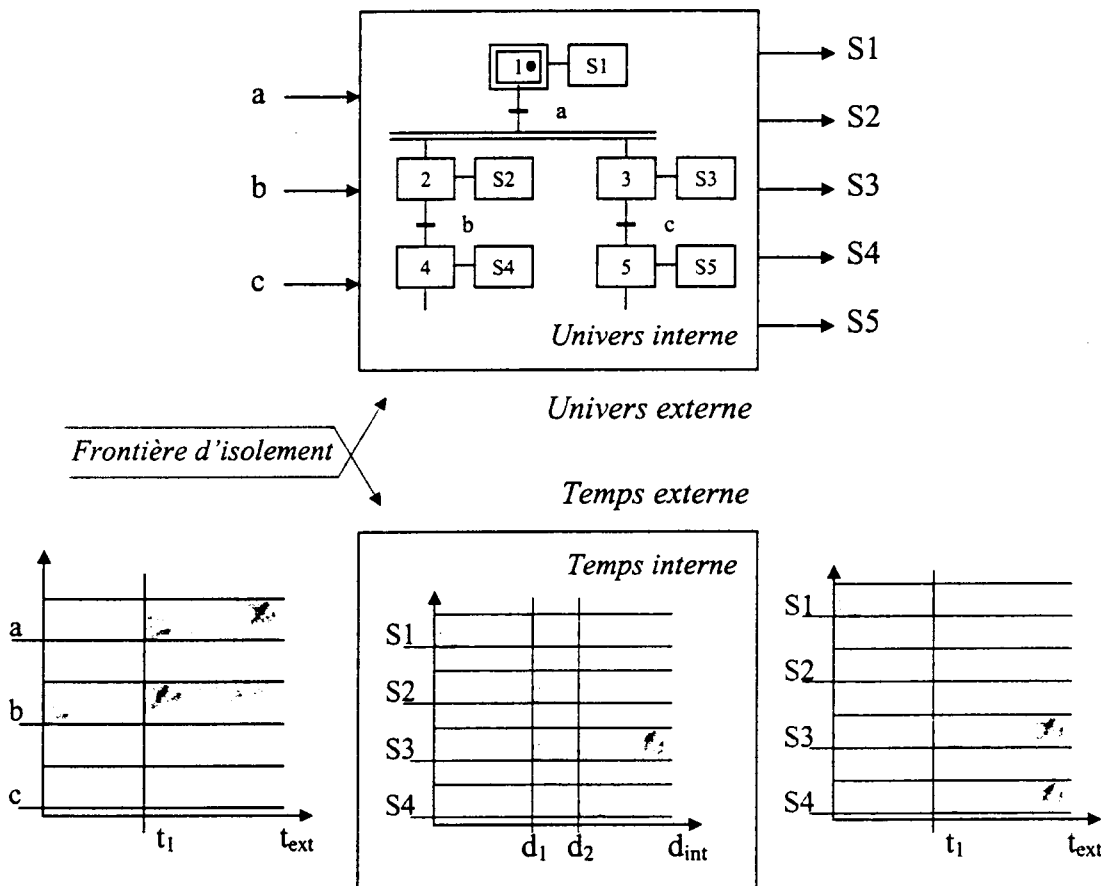 1 S1
a
2 S2 3 S3
b c
4 S4 5 S5
Univers interne
a
b
c
S1
S2
S3
S4
S5
Univers externe
Frontière d'isolement
Temps externe
a
b
c
t1 text
Temps interne
S1
S2
S3
S4
d1 d2 dint
S1
S2
S3
S4
t1 text